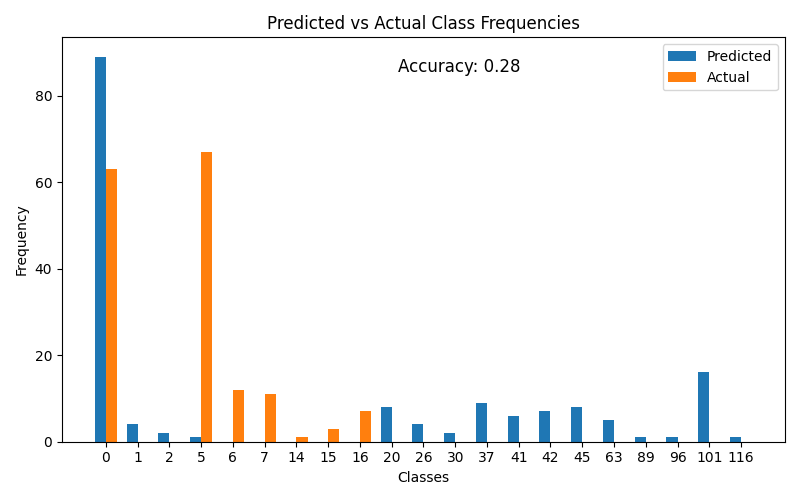 Predicted vs Actual Class Frequencies
Accuracy: 0.28
Predicted
Actual
Frequency
80
60
40
20
0
0 1 2 5 6 7 14 15 16 20 26 30 37 41 42 45 63 89 96 101 116
Classes